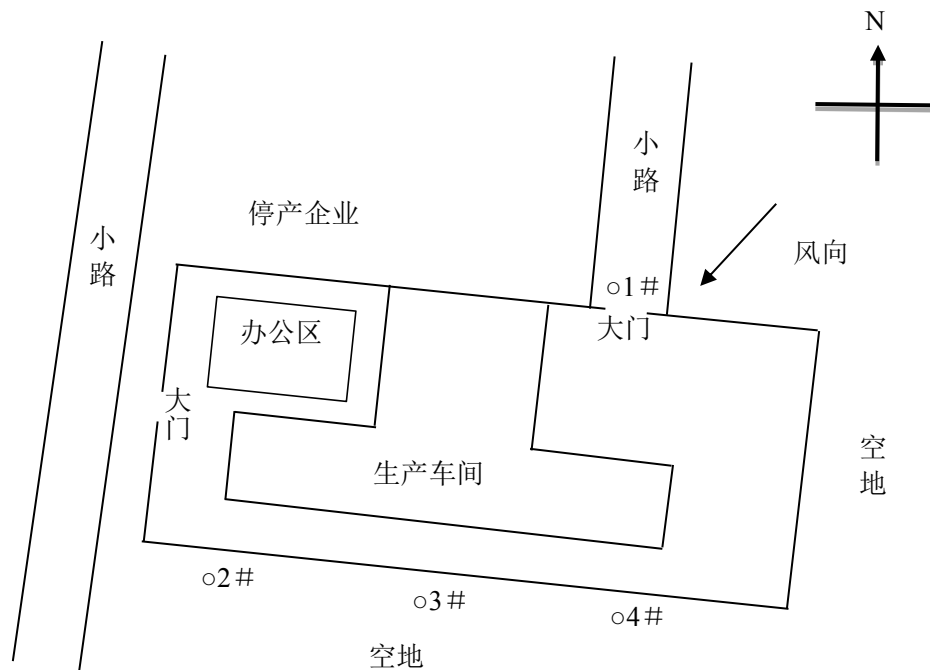 N
小路
停产企业
小路
风向
○1＃
大门
办公区
大门
生产车间
空地
○2＃
○3＃
○4＃
空地